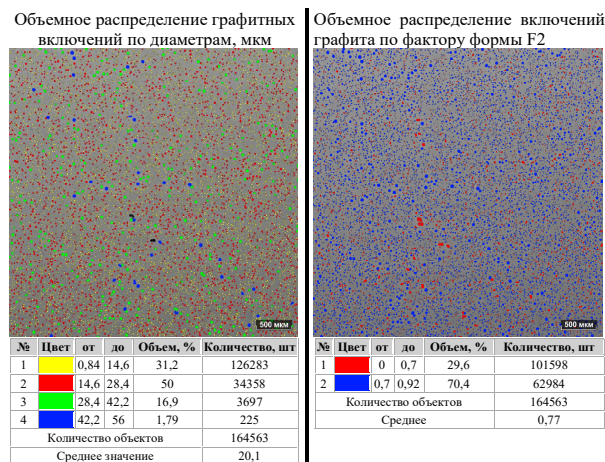 Объемное распределение графитных
включений по диаметрам, мкм
500 мкм
№ Цвет от до Объем, % Количество, шт
1 0,84 14,6 31,2 126283
2 14,6 28,4 50 34358
3 28,4 42,2 16,9 3697
4 42,2 56 1,79 225
Количество объектов 164563
Среднее значение 20,1
Объемное распределение включений
графита по фактору формы F2
500 мкм
№ Цвет от до Объем, % Количество, шт
1 0 0,7 29,6 101598
2 0,7 0,92 70,4 62984
Количество объектов 164563
Среднее 0,77